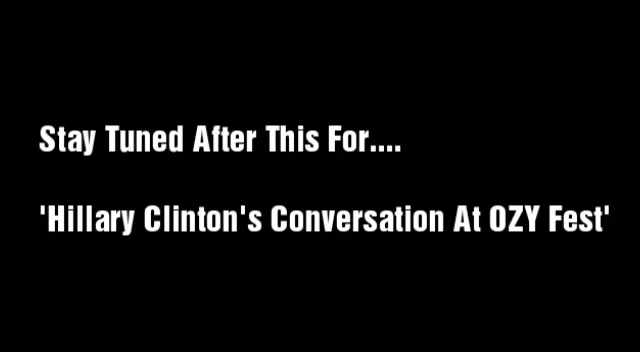 Stay Tuned After This For....
'Hillary Clinton's Conversation At OZY Fest'